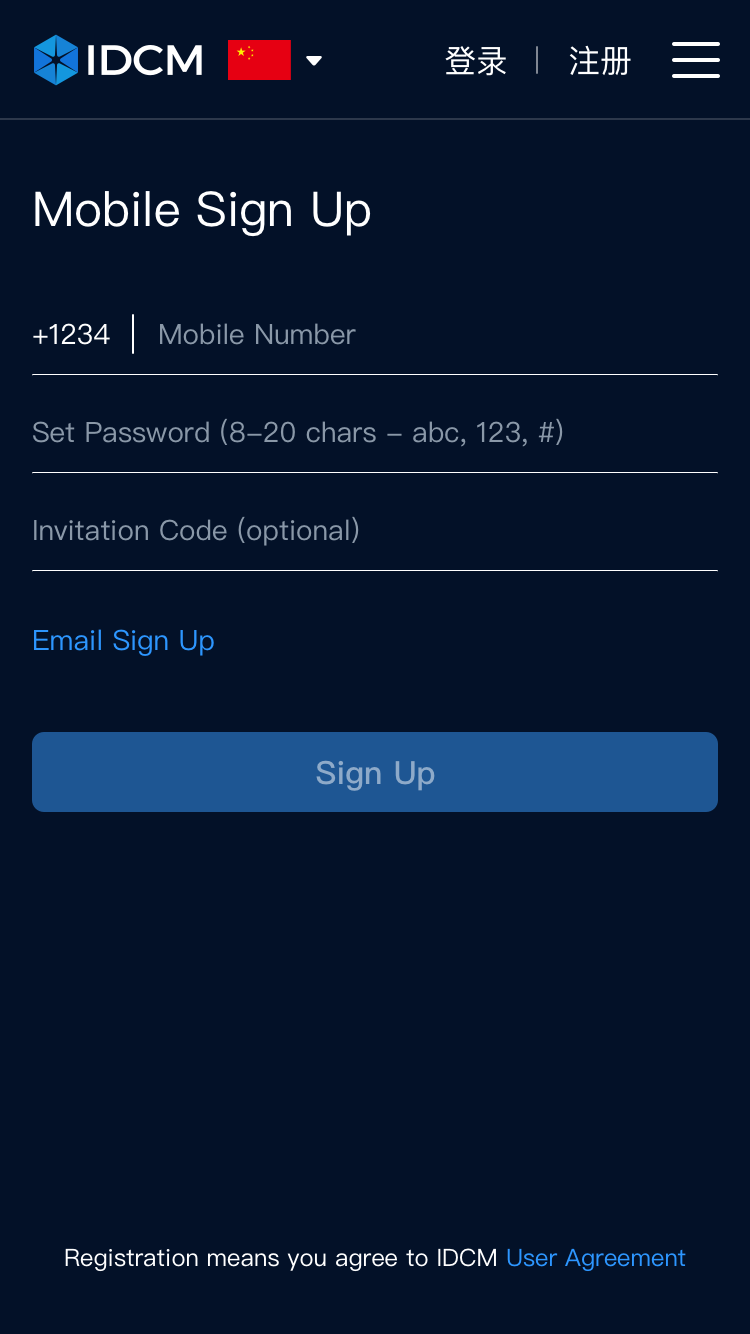 IDCM
登录
注册
Mobile Sign Up
+1234 Mobile Number
Set Password (8–20 chars – abc, 123, #)
Invitation Code (optional)
Email Sign Up
Sign Up
Registration means you agree to IDCM User Agreement